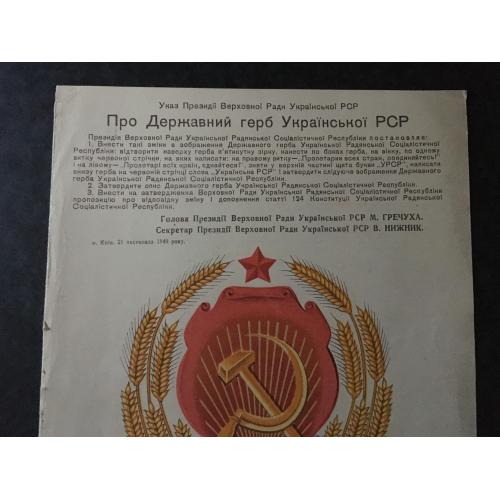 Указ Президії Верховної Ради Української РСР
Про Державний герб Української РСР
Президія Верховної Ради Української Радянської Соціалістичної Республіки постановляє:
1. Внести такі зміни в зображення Державного герба Української Радянської Соціалістичної
Республіки: відтворити наверху герба п'ятикутну зірку, нанести по боках герба, на вінку, по одному
витку червоної стрічки, на яких написати: на правому витку—„Пролетарии всех стран, соединяйтесь!"
і на лівому—„Пролетарі всіх країн, єднайтеся!", зняти у верхній частині щита букви „УРСР", написати
внизу герба на червоній стрічці слова „Українська РСР" і затвердити слідуюче зображення Державного
герба Української Радянської Соціалістичної Республіки.
2. Затвердити опис Державного герба Української Радянської Соціалістичної Республіки.
3. Внести на затвердження Верховної Ради Української Радянської Соціалістичної Республіки
пропозицію про відповідну зміну і доповнення статті 124 Конституції Української Радянської
Соціалістичної Республіки.
Голова Президії Верховної Ради Української РСР М. ГРЕЧУХА.
Секретар Президії Верховної Ради Української РСР В. НИЖНИК.
м. Київ. 21 листопада 1949 року.